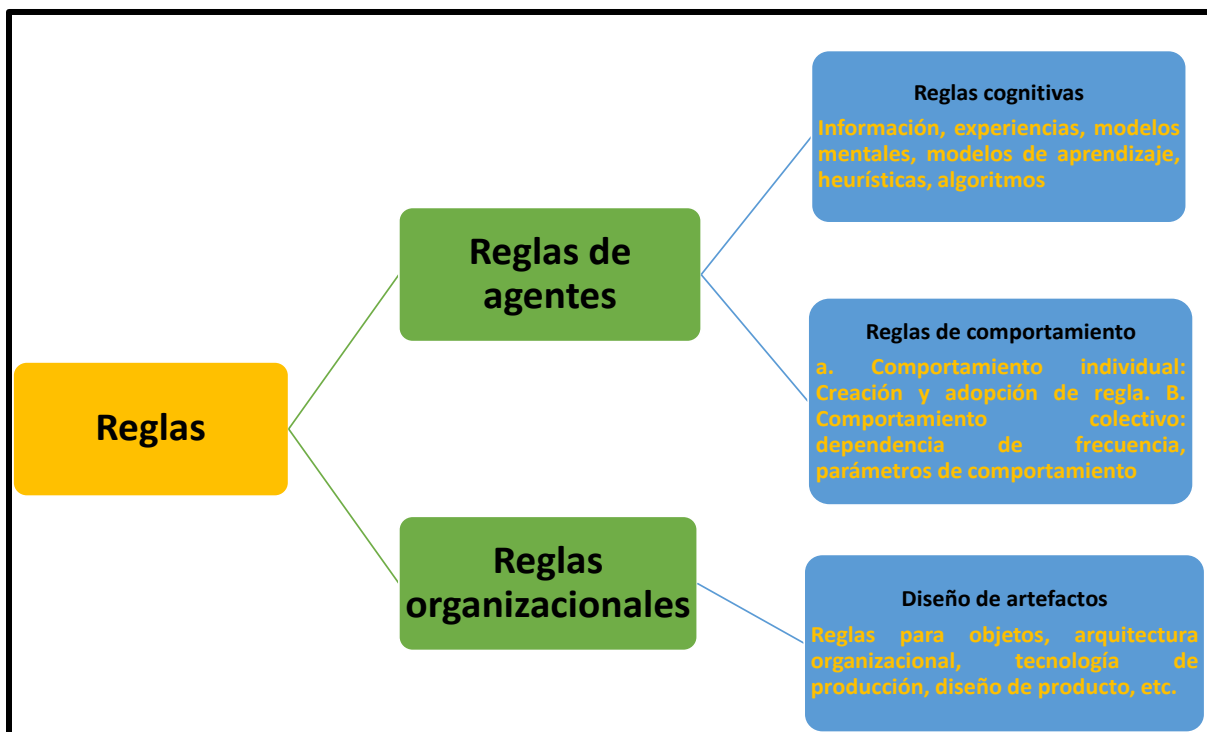 Reglas
Reglas de
agentes
Reglas
organizacionales
Reglas cognitivas
Información, experiencias, modelos
mentales, modelos de aprendizaje,
heurísticas, algoritmos
Reglas de comportamiento
a. Comportamiento individual:
Creación y adopción de regla. B.
Comportamiento colectivo:
dependencia de frecuencia,
parámetros de comportamiento
Diseño de artefactos
Reglas para objetos, arquitectura
organizacional, tecnología de
producción, diseño de producto, etc.